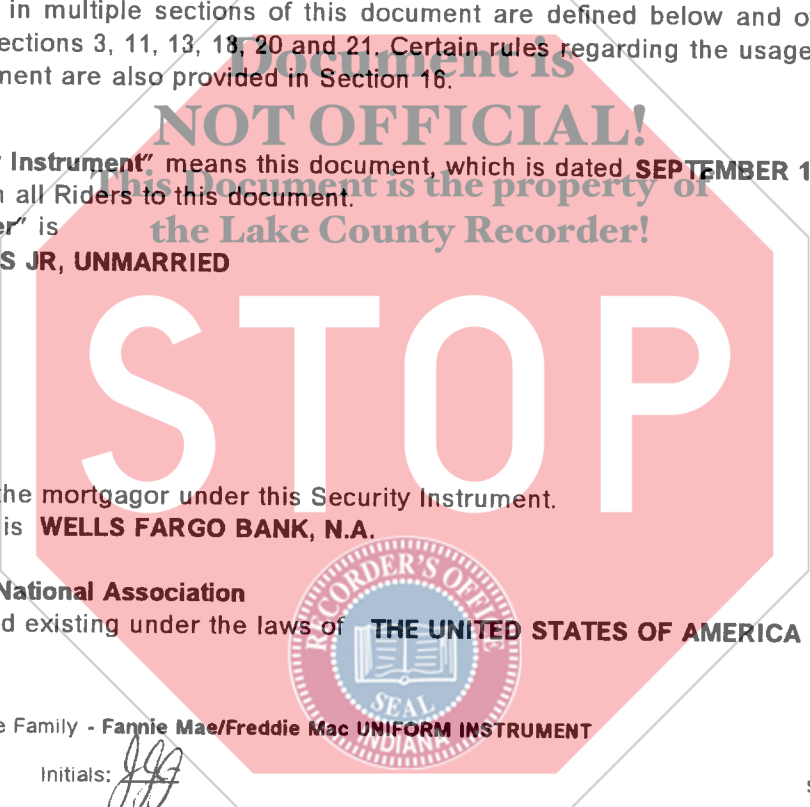 in multiple sections of this document are defined below and o
ections 3, 11, 13, 18, 20 and 21. Certain rules regarding the usage
ment are also provided in Section 16.
Document is
NOT OFFICIAL!
This Document is the property of
the Lake County Recorder!
Instrument" means this document, which is dated SEPTEMBER 1
all Riders to this document.
er" is
S JR, UNMARRIED
STOP
the mortgagor under this Security Instrument.
is WELLS FARGO BANK, N.A.
National Association
d existing under the laws of THE UNITED STATES OF AMERICA
RECORDER'S OFFICE
SEAL
INDIANA
e Family - Fannie Mae/Freddie Mac UNIFORM INSTRUMENT
Initials: JGJ